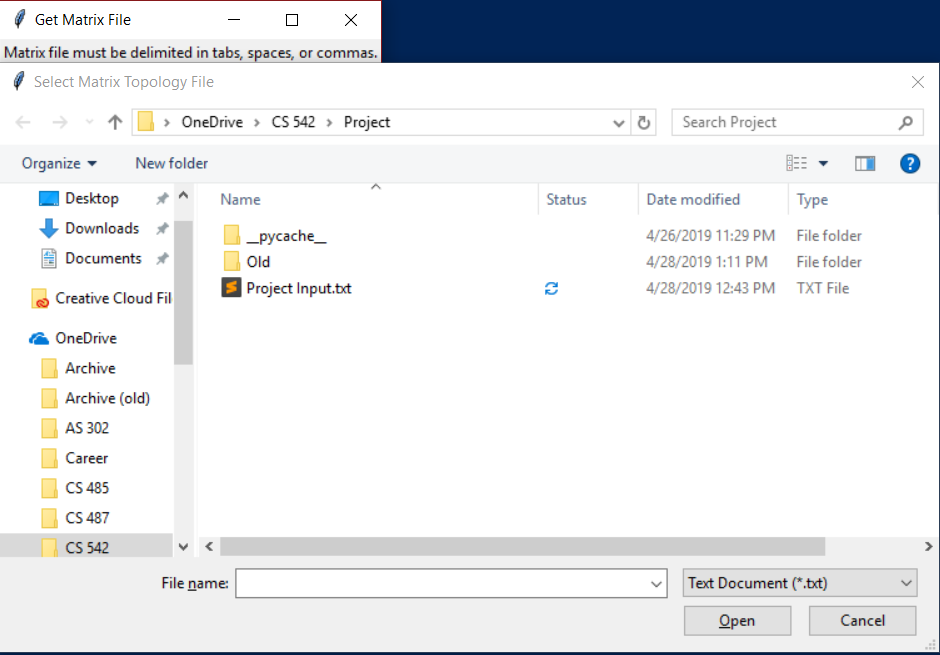 Get Matrix File
Matrix file must be delimited in tabs, spaces, or commas.
Select Matrix Topology File
OneDrive > CS 542 > Project
Search Project
Organize
New folder
Name Status Date modified Type
__pycache__ 4/26/2019 11:29 PM File folder
Old 4/28/2019 1:11 PM File folder
Project Input.txt 4/28/2019 12:43 PM TXT File
Desktop
Downloads
Documents
Creative Cloud Fil
OneDrive
Archive
Archive (old)
AS 302
Career
CS 485
CS 487
CS 542
File name:
Text Document (*.txt)
Open
Cancel